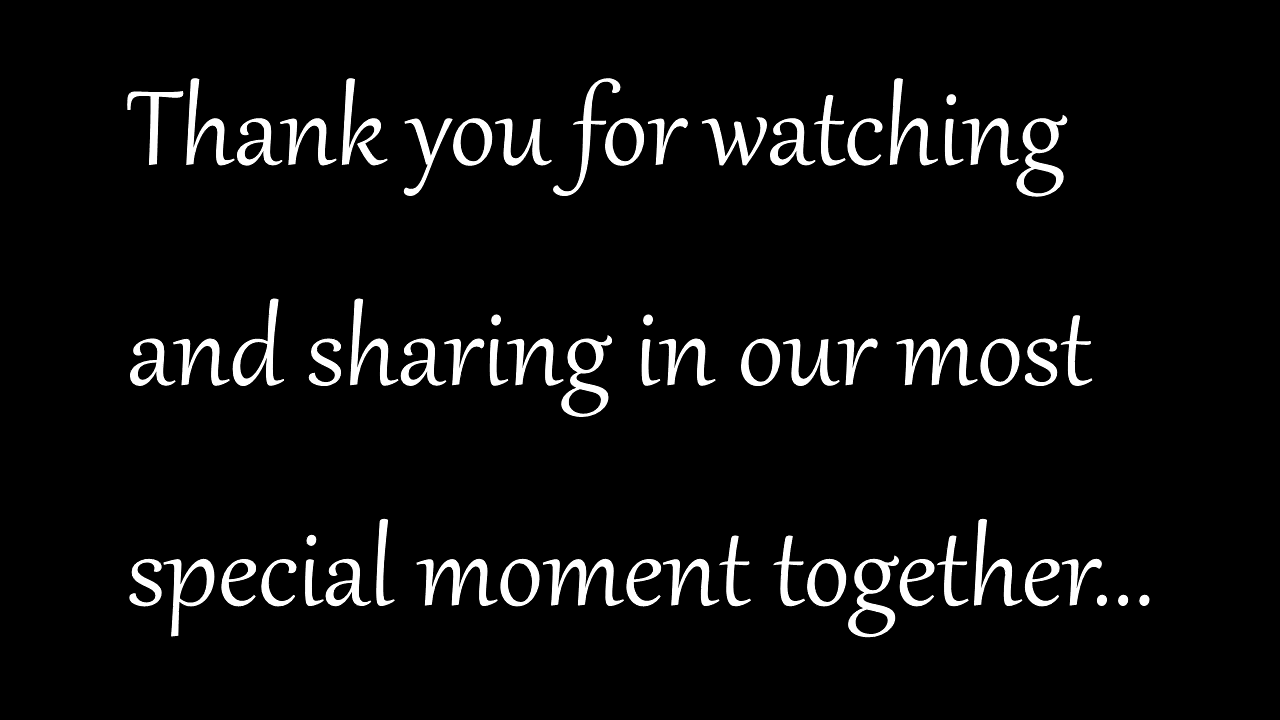 Thank you for watching
and sharing in our most
special moment together...